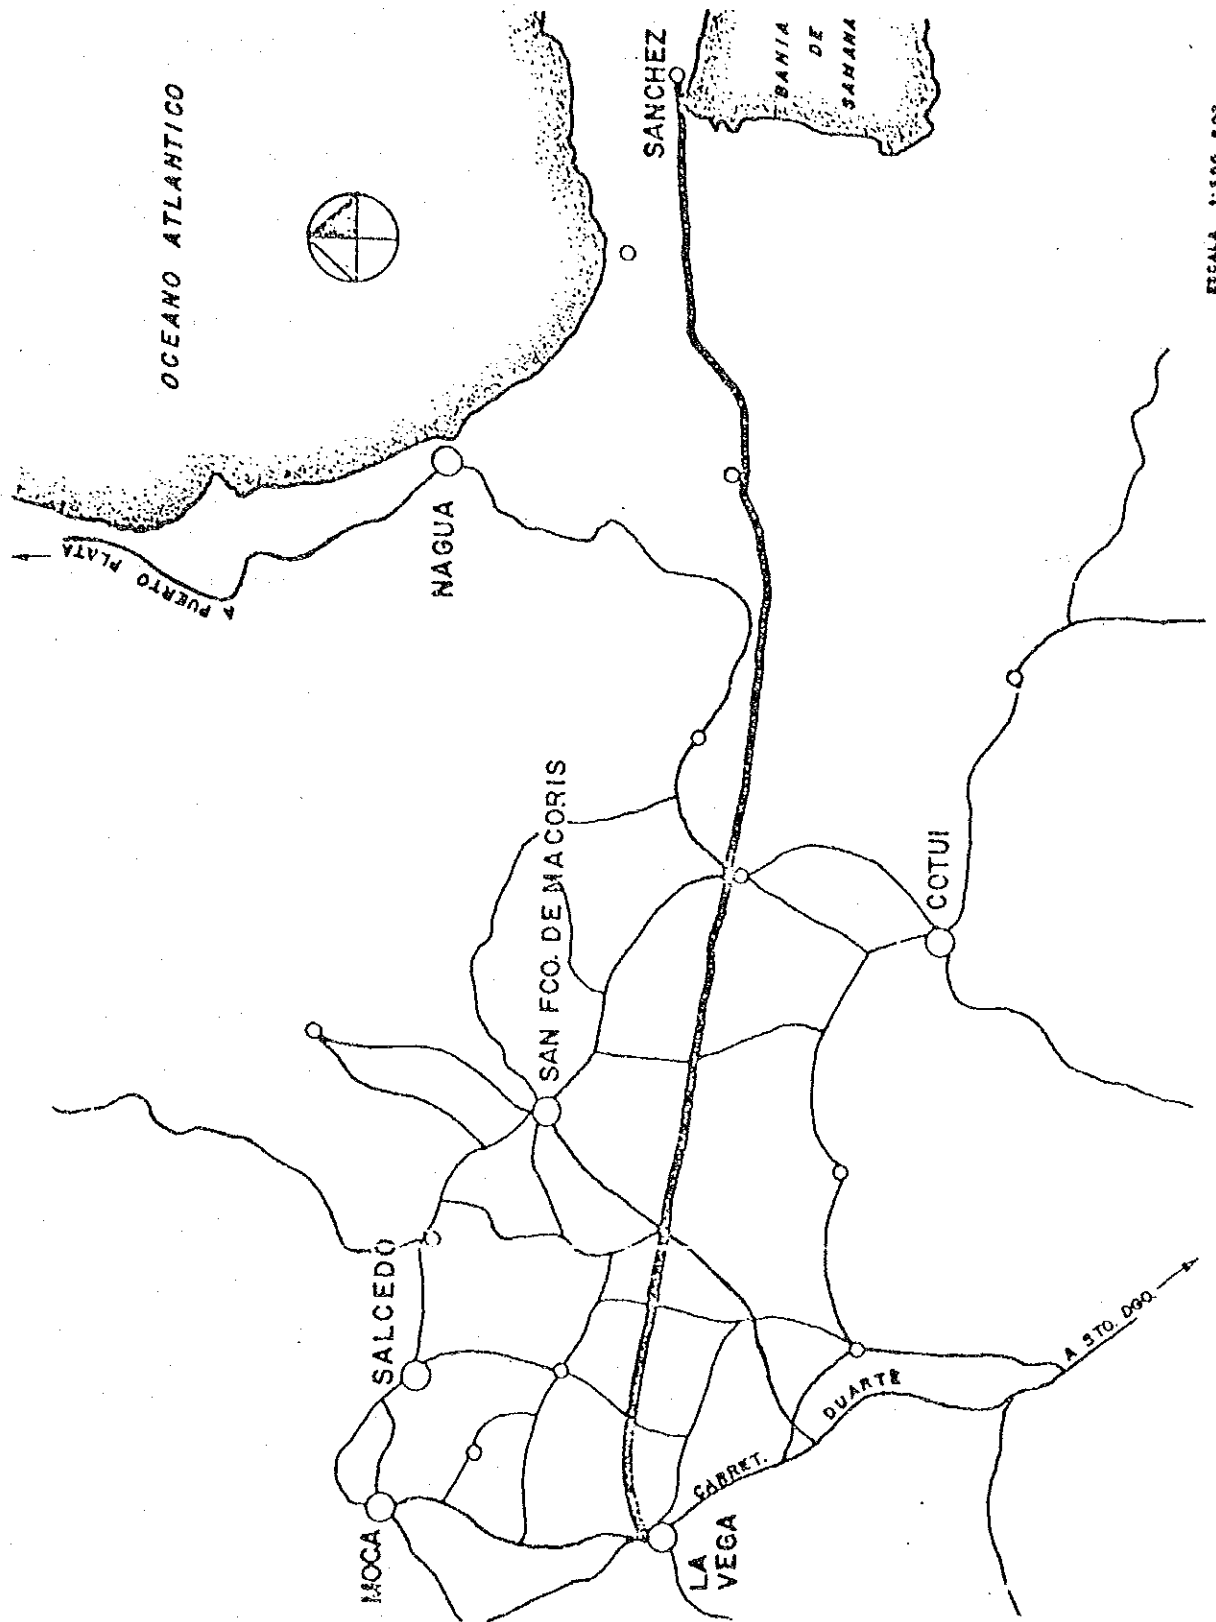 OCEANO ATLANTICO
A PUERTO PLATA
NAGUA
SANCHEZ
BAHIA
DE
SAMANA
SAN FCO. DE MACORIS
SALCEDO
MOCA
LA
VEGA
COTUI
CARRET.
DUARTE
A STO. DGO.
ESCALA